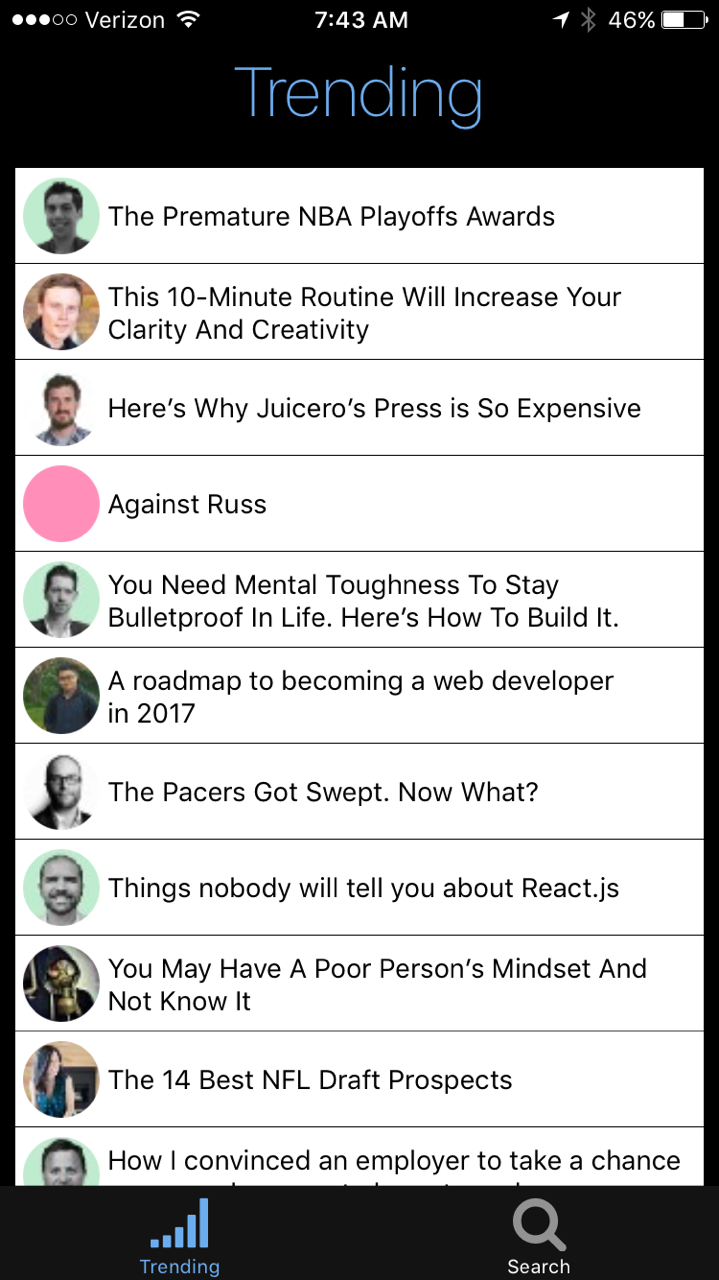 Verizon 7:43 AM 46%
Trending
The Premature NBA Playoffs Awards
This 10-Minute Routine Will Increase Your
Clarity And Creativity
Here’s Why Juicero’s Press is So Expensive
Against Russ
You Need Mental Toughness To Stay
Bulletproof In Life. Here’s How To Build It.
A roadmap to becoming a web developer
in 2017
The Pacers Got Swept. Now What?
Things nobody will tell you about React.js
You May Have A Poor Person’s Mindset And
Not Know It
The 14 Best NFL Draft Prospects
How I convinced an employer to take a chance
Trending Search